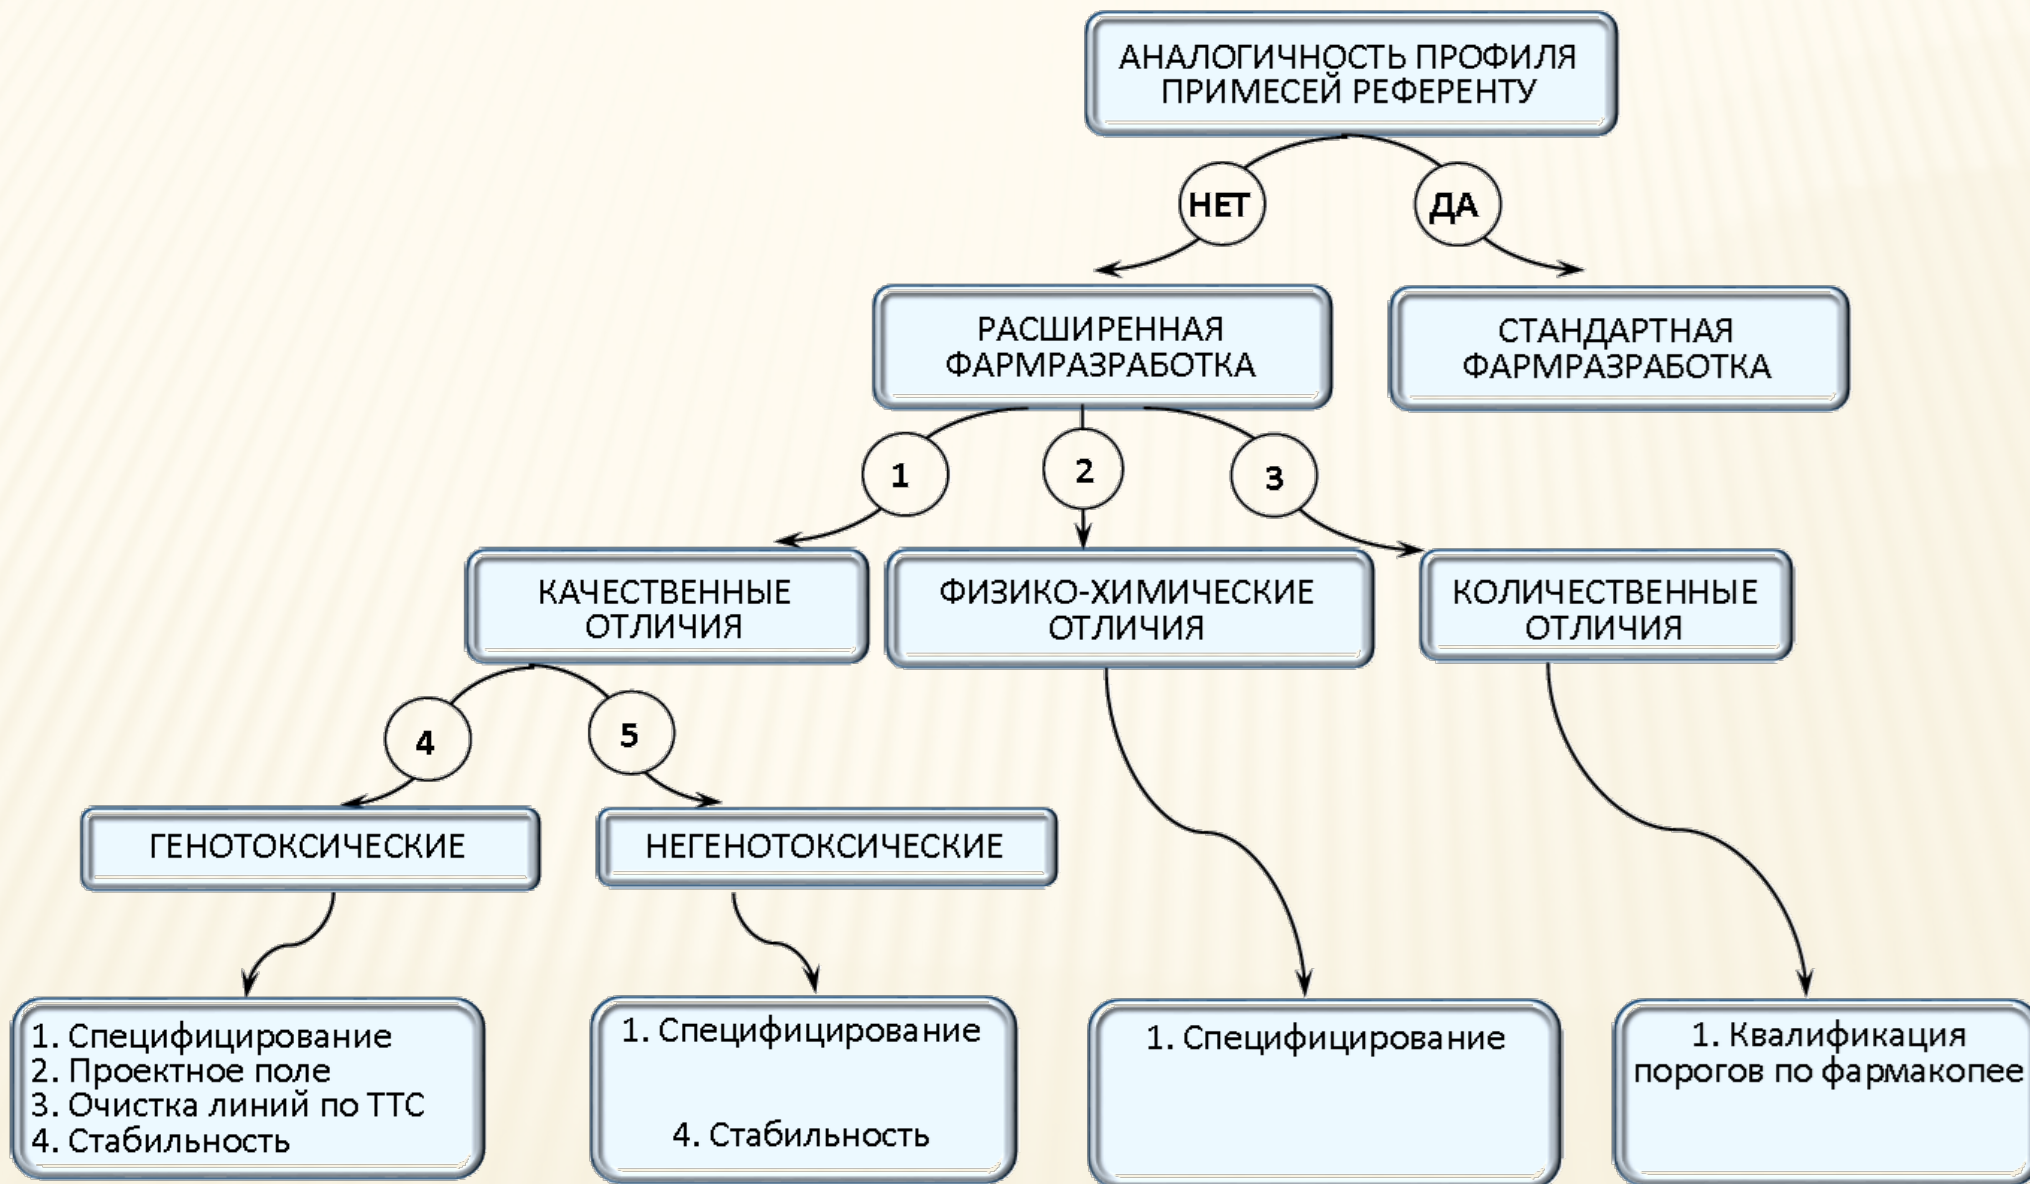 АНАЛОГИЧНОСТЬ ПРОФИЛЯ
ПРИМЕСЕЙ РЕФЕРЕНТУ
НЕТ
ДА
РАСШИРЕННАЯ
ФАРМРАЗРАБОТКА
СТАНДАРТНАЯ
ФАРМРАЗРАБОТКА
1
2
3
КАЧЕСТВЕННЫЕ
ОТЛИЧИЯ
ФИЗИКО-ХИМИЧЕСКИЕ
ОТЛИЧИЯ
КОЛИЧЕСТВЕННЫЕ
ОТЛИЧИЯ
4
5
ГЕНОТОКСИЧЕСКИЕ
НЕГЕНОТОКСИЧЕСКИЕ
1. Специфицирование
2. Проектное поле
3. Очистка линий по ТТС
4. Стабильность
1. Специфицирование
4. Стабильность
1. Специфицирование
1. Квалификация
порогов по фармакопее